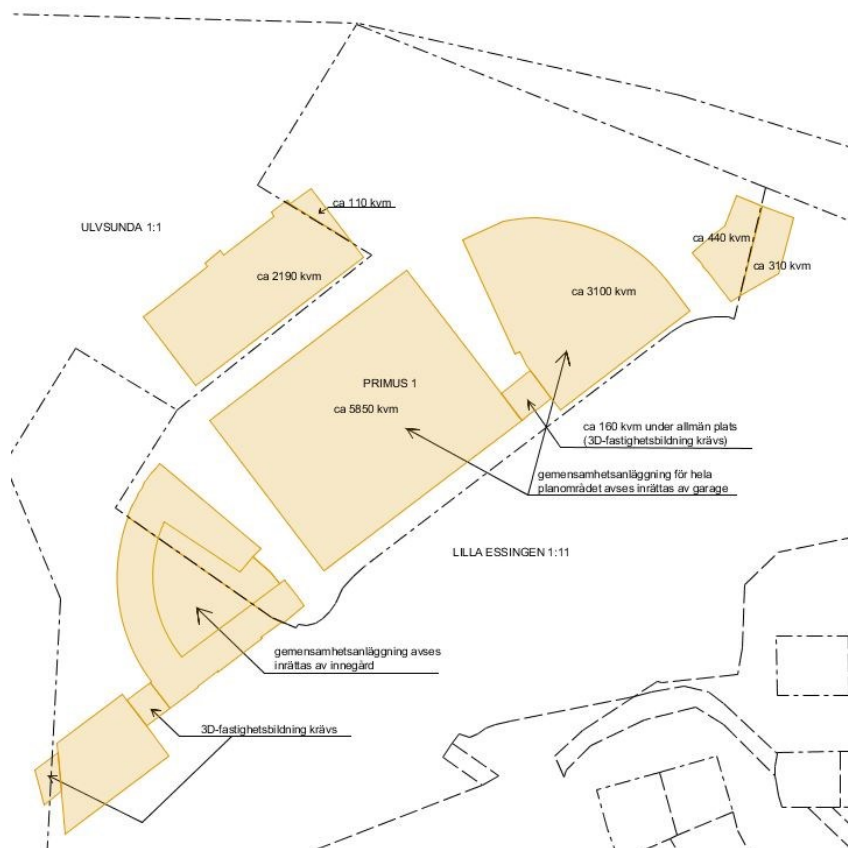 ca 110 kvm
ULVSUNDA 1:1
ca 440 kvm
ca 310 kvm
ca 2190 kvm
ca 3100 kvm
PRIMUS 1
ca 5850 kvm
ca 160 kvm under allmän plats
(3D-fastighetsbildning krävs)
gemensamhetsanläggning för hela
planområdet avses inrättas av garage
LILLA ESSINGEN 1:11
gemensamhetsanläggning avses
inrättas av innegård
3D-fastighetsbildning krävs